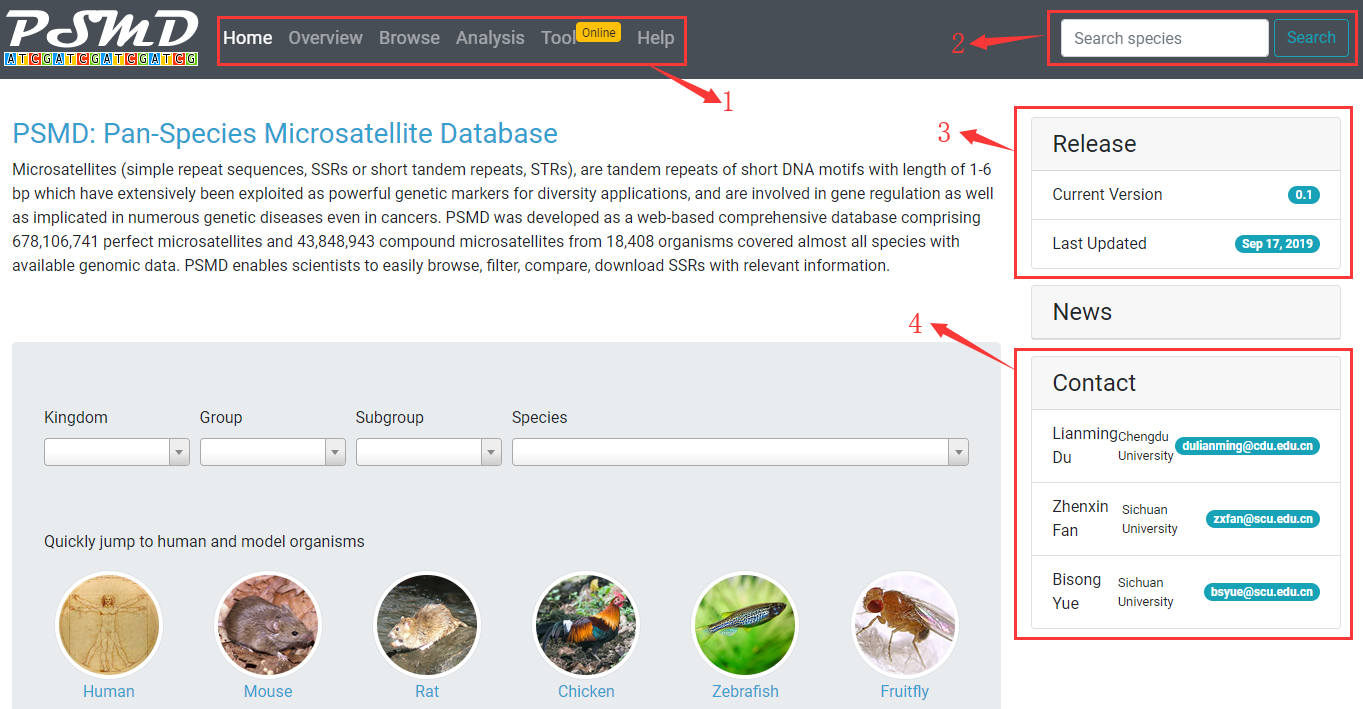 PSMD
ATCGATCGATCGATCG
Home Overview Browse Analysis Tool Online Help
Search species Search
1
2
PSMD: Pan-Species Microsatellite Database
Microsatellites (simple repeat sequences, SSRs or short tandem repeats, STRs), are tandem repeats of short DNA motifs with length of 1-6
bp which have extensively been exploited as powerful genetic markers for diversity applications, and are involved in gene regulation as well
as implicated in numerous genetic diseases even in cancers. PSMD was developed as a web-based comprehensive database comprising
678,106,741 perfect microsatellites and 43,848,943 compound microsatellites from 18,408 organisms covered almost all species with
available genomic data. PSMD enables scientists to easily browse, filter, compare, download SSRs with relevant information.
Kingdom Group Subgroup Species
Quickly jump to human and model organisms
Human Mouse Rat Chicken Zebrafish Fruitfly
3
Release
Current Version 0.1
Last Updated Sep 17, 2019
News
4
Contact
Lianming Du Chengdu University dulianming@cdu.edu.cn
Zhenxin Fan Sichuan University zxfan@scu.edu.cn
Bisong Yue Sichuan University bsyue@scu.edu.cn